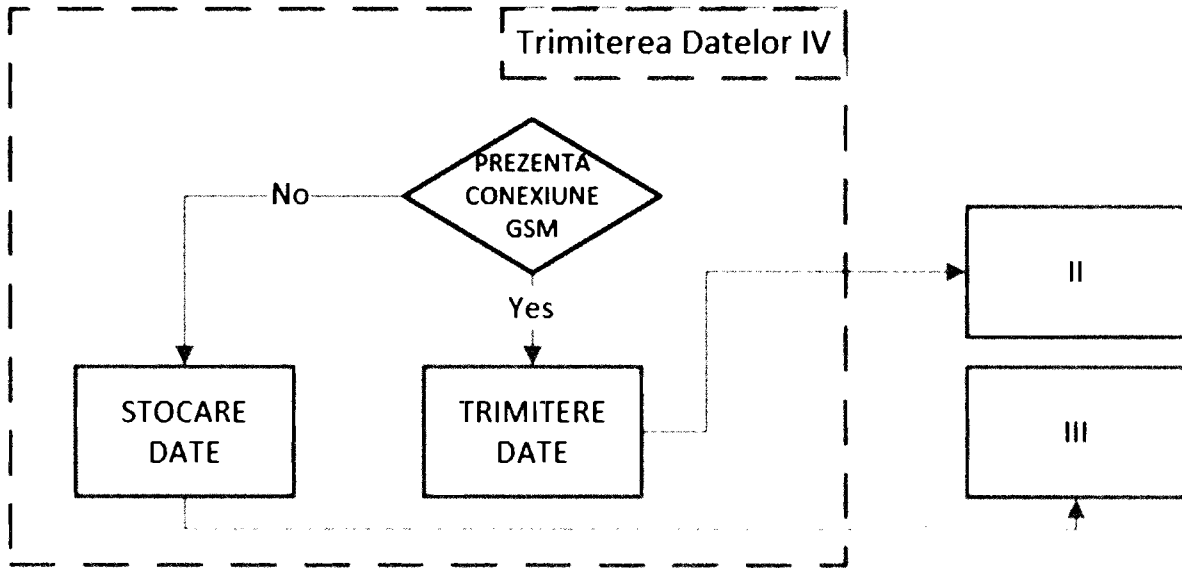 Trimiterea Datelor IV
PREZENTA
CONEXIUNE
GSM
No
Yes
II
STOCARE
DATE
TRIMITERE
DATE
III